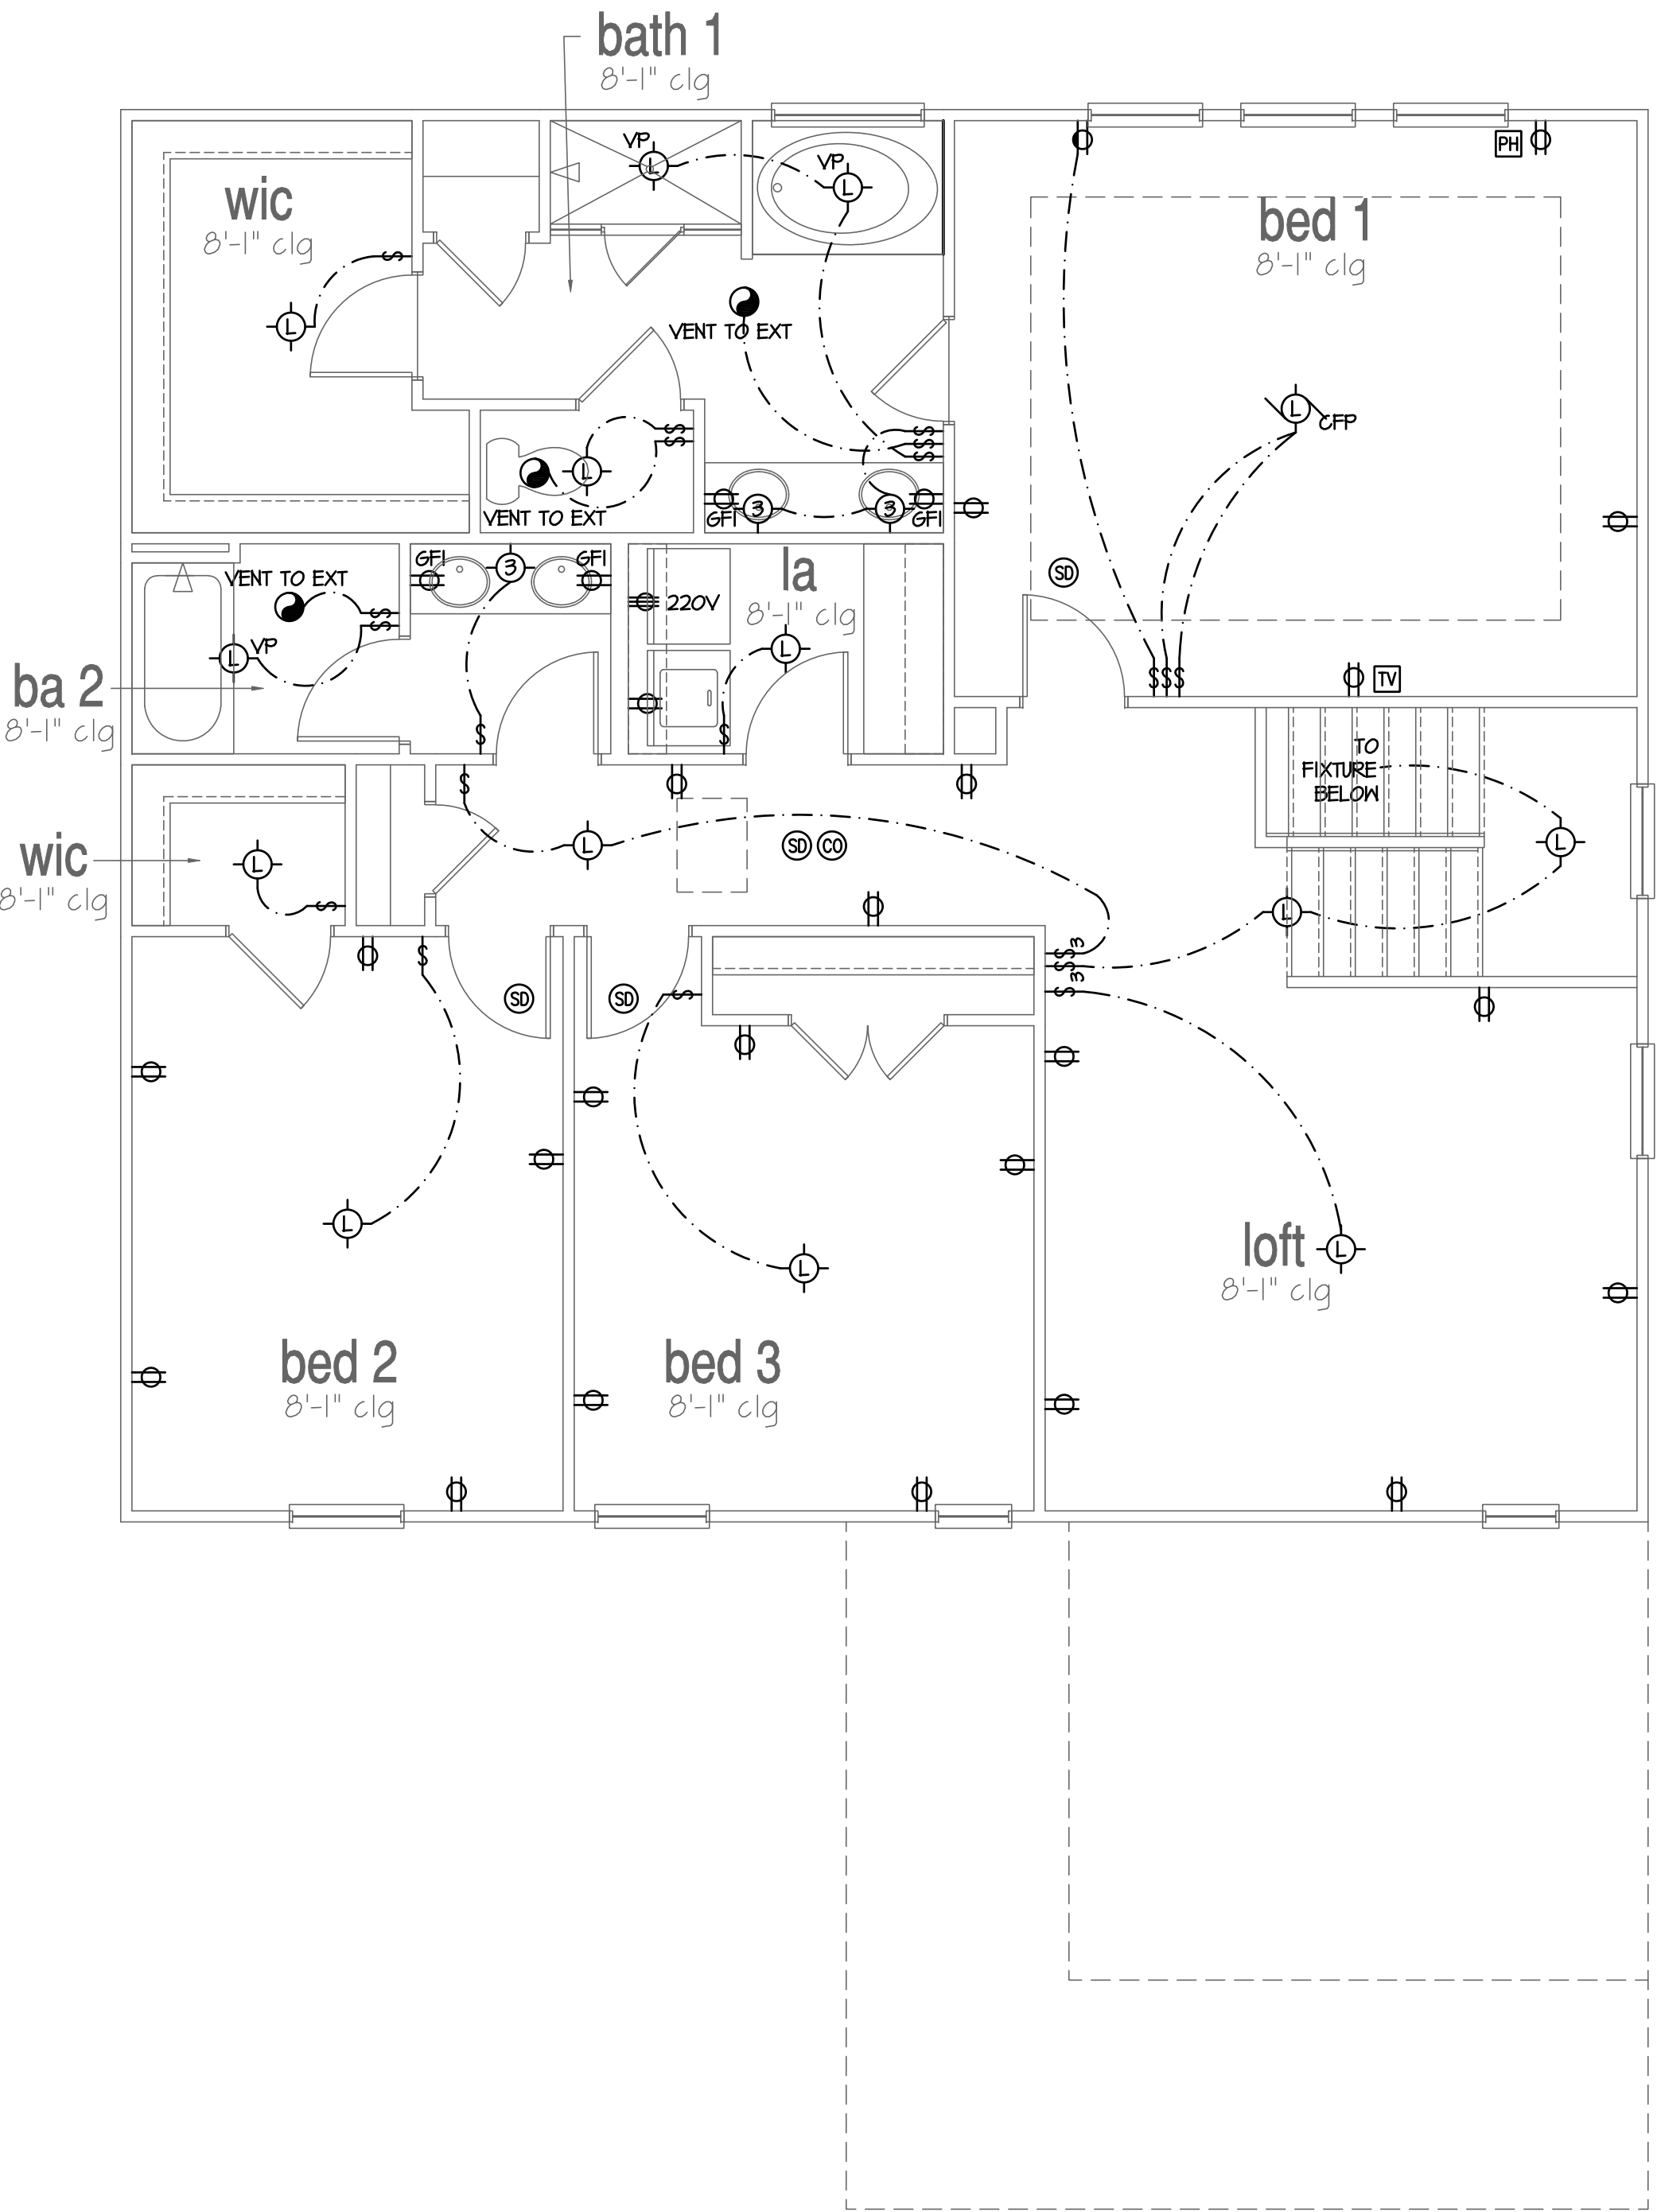 bath 1
8'-1" clg
VP
VP
PH
wic
8'-1" clg
$
L
L
L
bed 1
8'-1" clg
VENT TO EXT
L
CFP
$
$
$
$
$
L
VENT TO EXT
GFI
3
3
GFI
SD
GFI
3
GFI
la
8'-1" clg
VENT TO EXT
220V
$
$
L
VP
L
ba 2
8'-1" clg
$
$
$
$
$
TV
$
TO
FIXTURE
BELOW
wic
8'-1" clg
L
$
L
SD
CO
L
L
$
SD
SD
$
$3
$
$3
L
L
L
loft
8'-1" clg
bed 2
8'-1" clg
bed 3
8'-1" clg